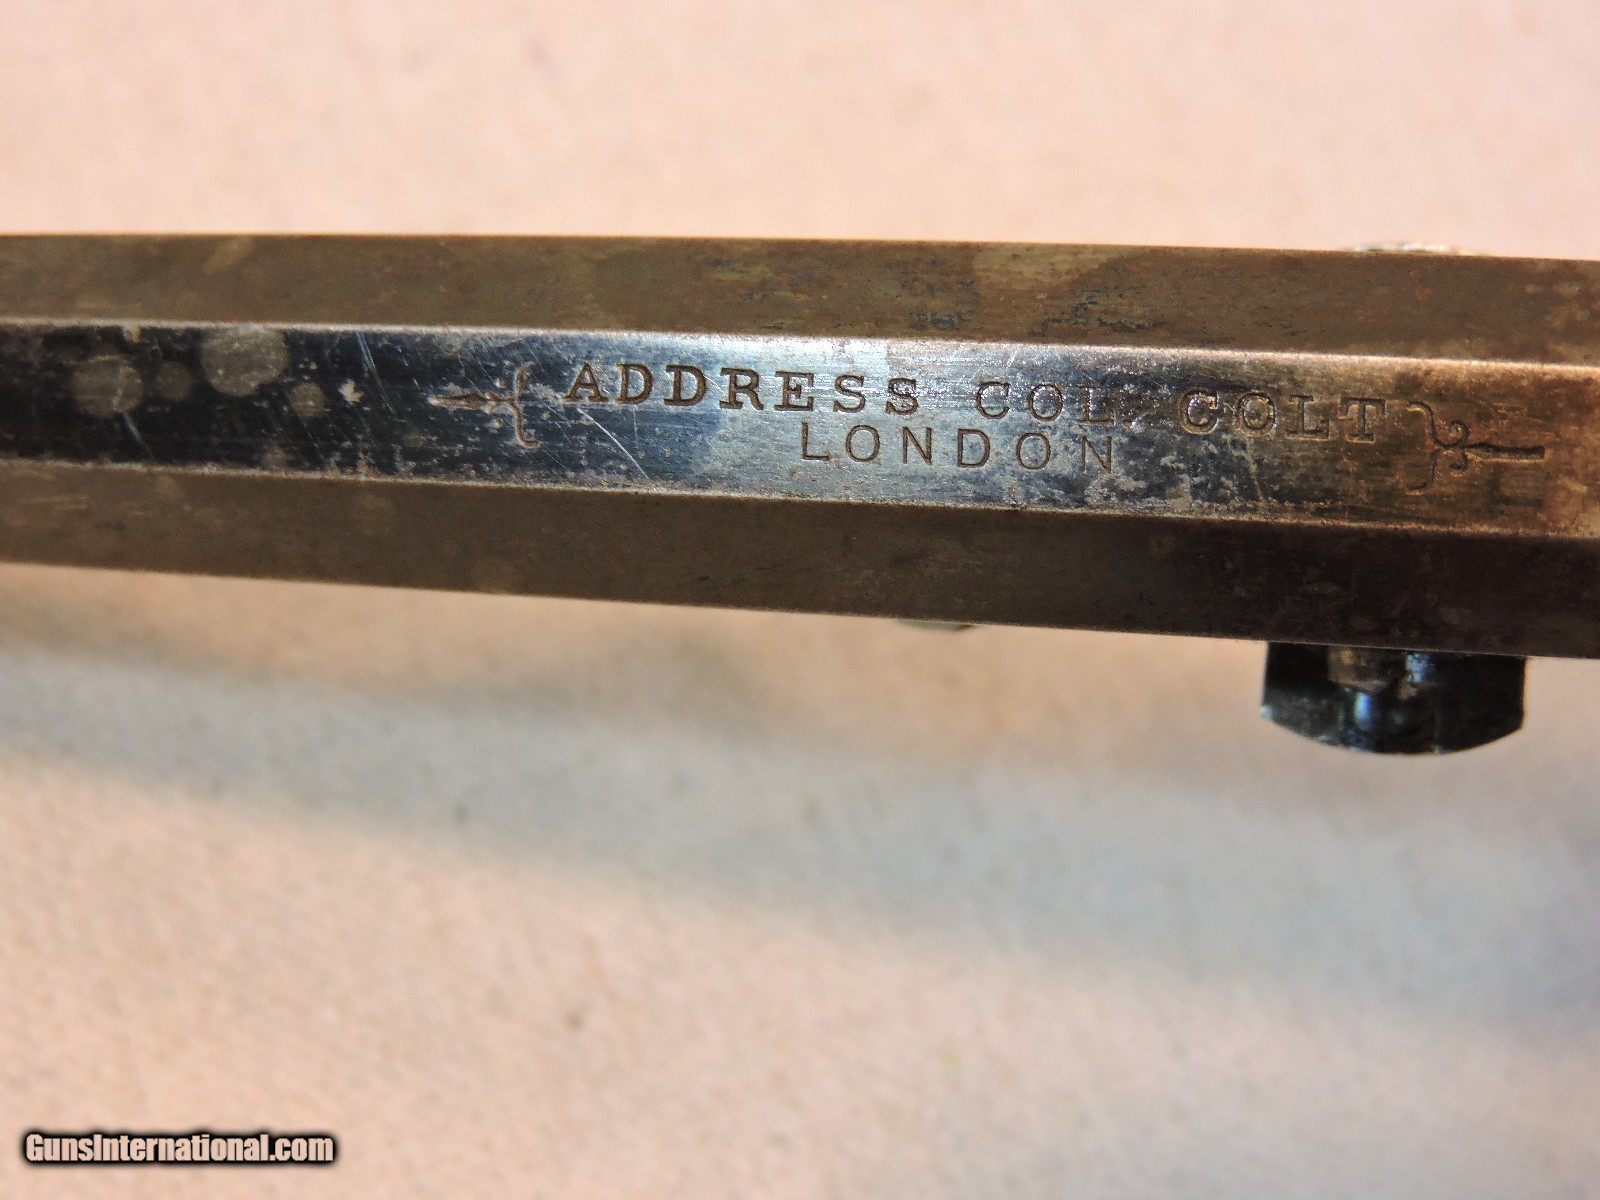 ADDRESS COL. COLT
LONDON
GunsInternational.com